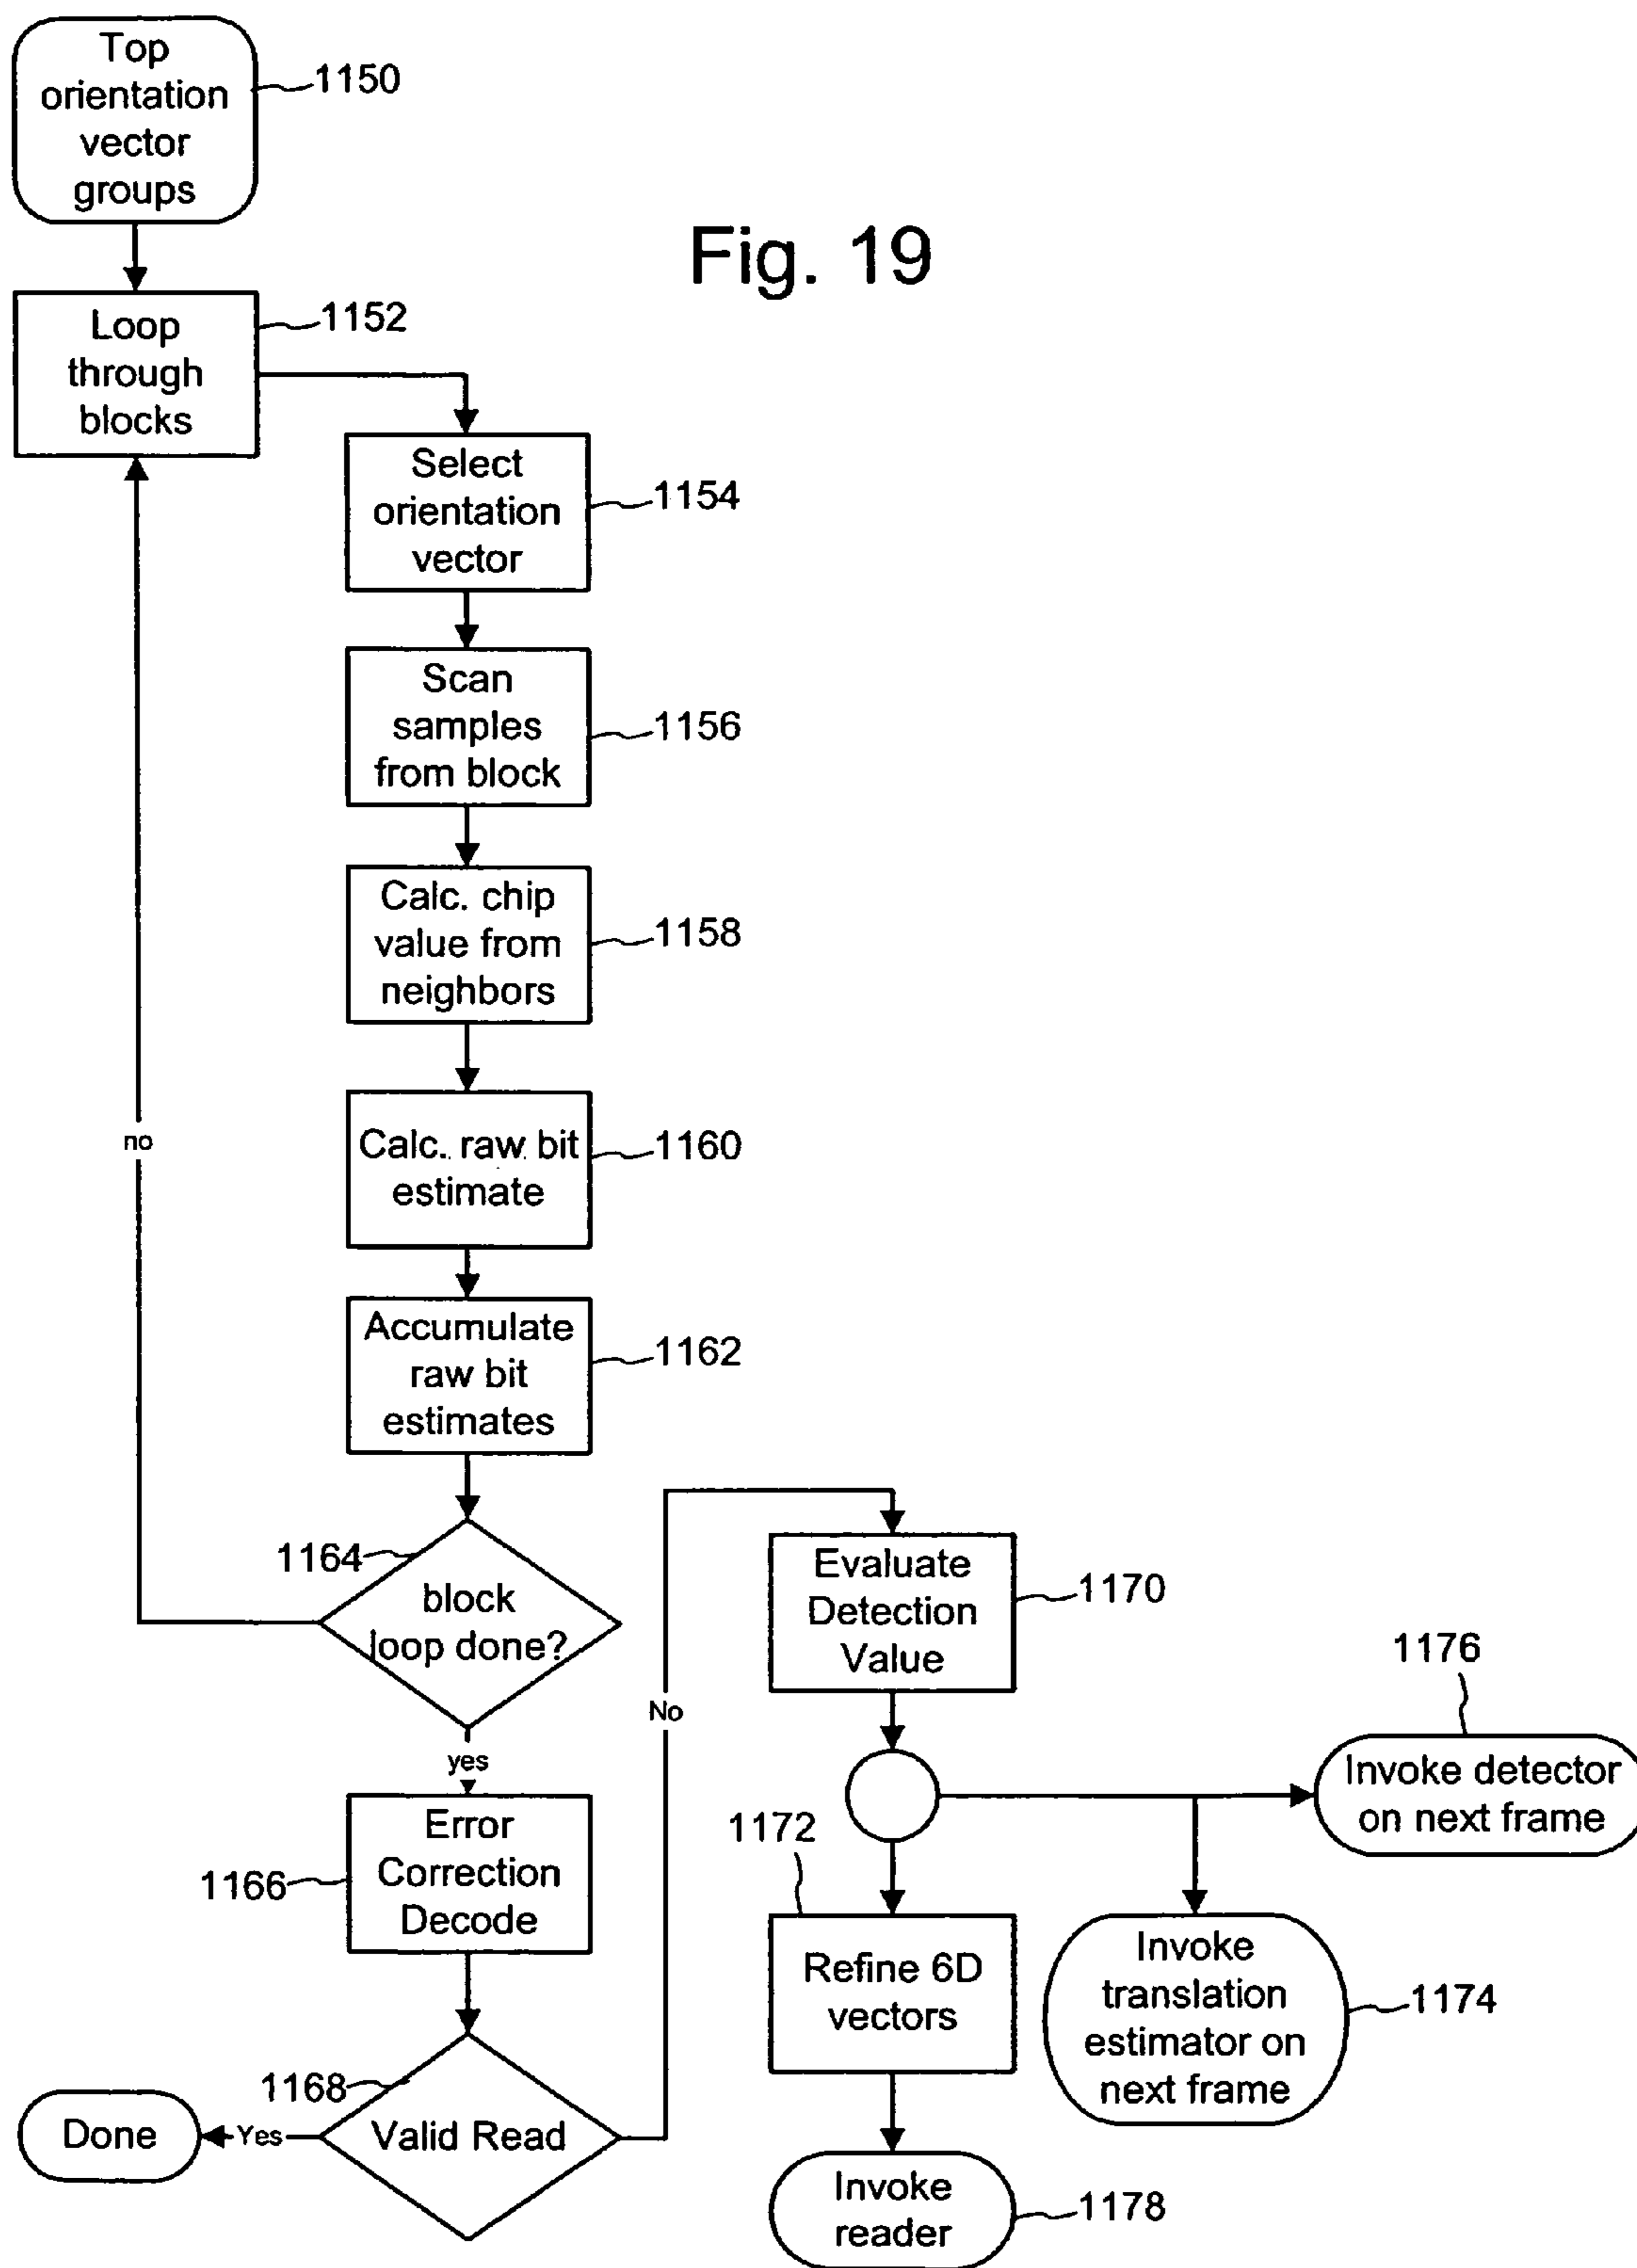 Top
orientation
vector
groups
1150
Fig. 19
Loop
through
blocks
1152
Select
orientation
vector
1154
Scan
samples
from block
1156
Calc. chip
value from
neighbors
1158
no
Calc. raw bit
estimate
1160
Accumulate
raw bit
estimates
1162
1164
block
loop done?
yes
Error
Correction
Decode
1166
1168
Valid Read
Yes
Done
No
Evaluate
Detection
Value
1170
1176
Invoke detector
on next frame
1172
Refine 6D
vectors
Invoke
translation
estimator on
next frame
1174
Invoke
reader
1178